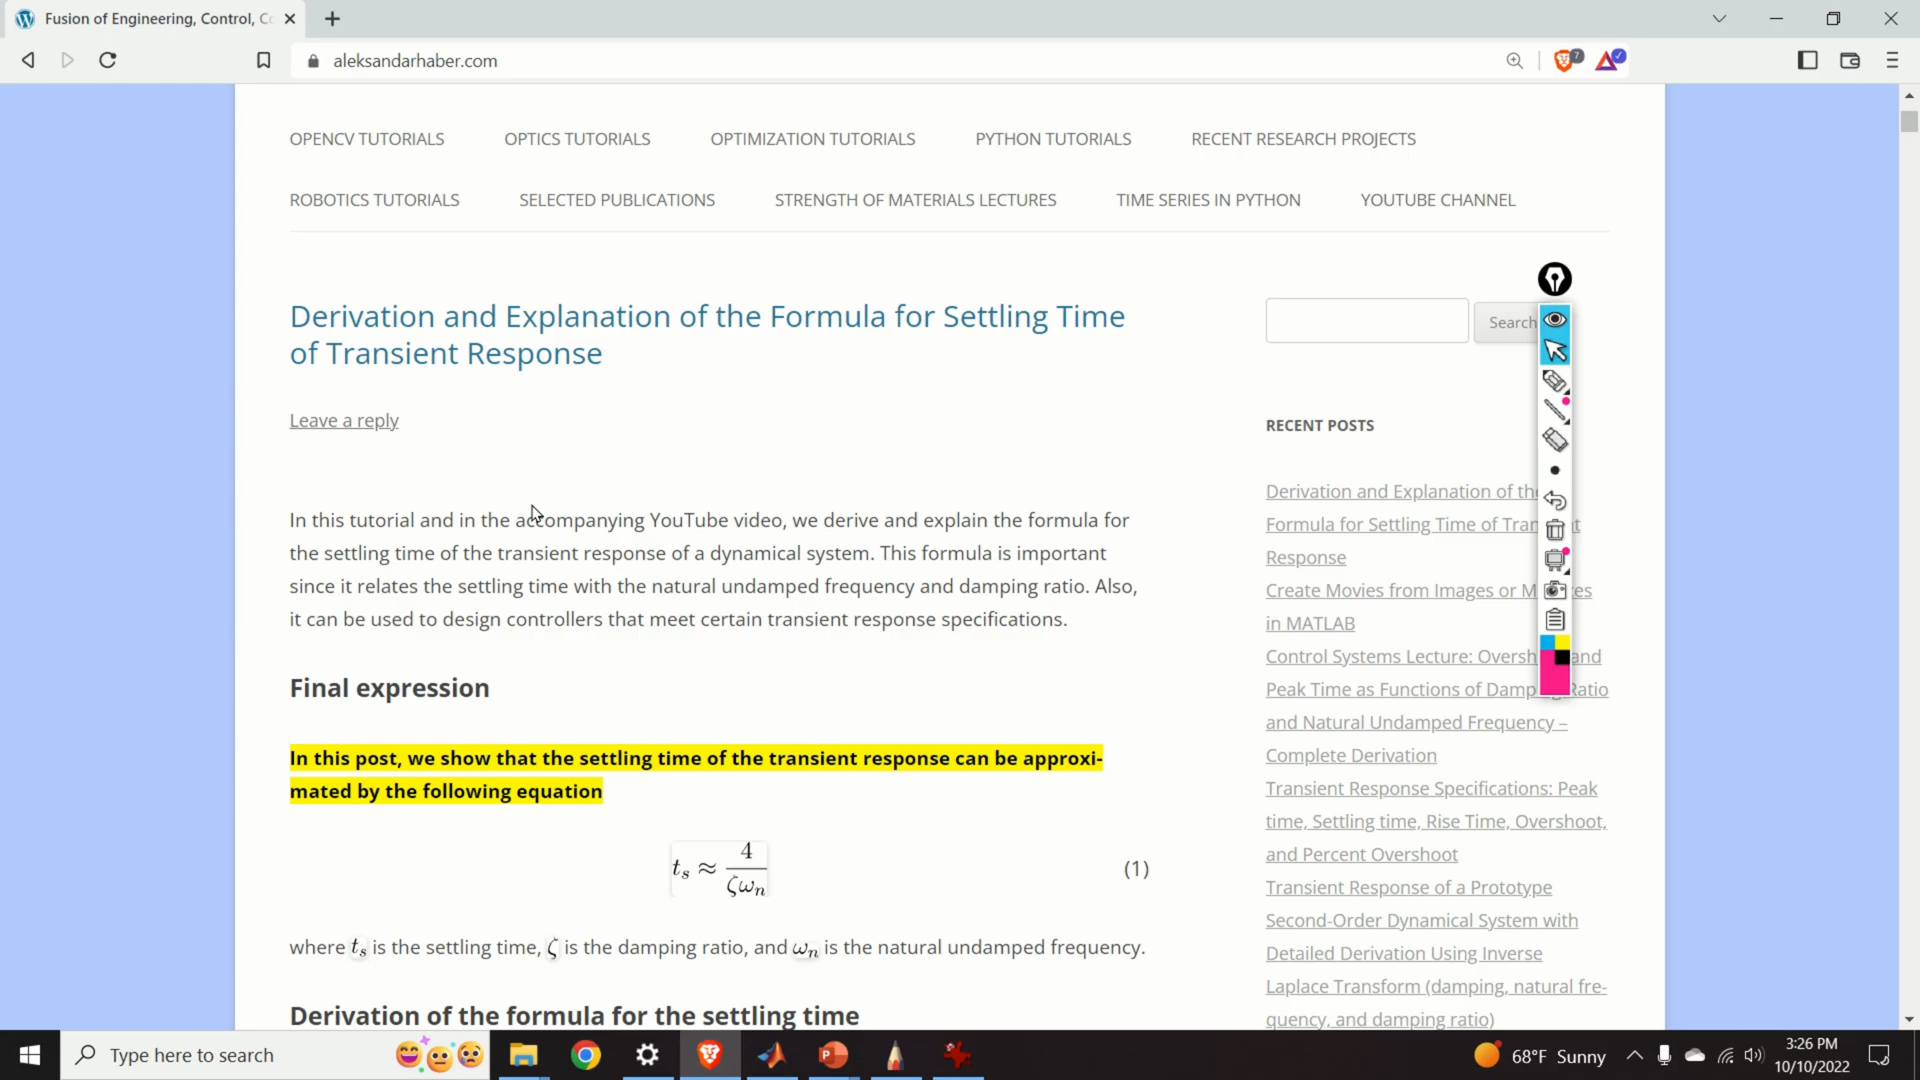 Fusion of Engineering, Control, Co
aleksandarhaber.com
7
OPENCV TUTORIALS OPTICS TUTORIALS OPTIMIZATION TUTORIALS PYTHON TUTORIALS RECENT RESEARCH PROJECTS
ROBOTICS TUTORIALS SELECTED PUBLICATIONS STRENGTH OF MATERIALS LECTURES TIME SERIES IN PYTHON YOUTUBE CHANNEL
Derivation and Explanation of the Formula for Settling Time
of Transient Response
Leave a reply
In this tutorial and in the accompanying YouTube video, we derive and explain the formula for
the settling time of the transient response of a dynamical system. This formula is important
since it relates the settling time with the natural undamped frequency and damping ratio. Also,
it can be used to design controllers that meet certain transient response specifications.
Final expression
In this post, we show that the settling time of the transient response can be approxi-
mated by the following equation
t_s ≈ 4/(ζω_n) (1)
where t_s is the settling time, ζ is the damping ratio, and ω_n is the natural undamped frequency.
Derivation of the formula for the settling time
Search
RECENT POSTS
Derivation and Explanation of the
Formula for Settling Time of Tran t
Response
Create Movies from Images or M ces
in MATLAB
Control Systems Lecture: Oversh and
Peak Time as Functions of Damp Ratio
and Natural Undamped Frequency –
Complete Derivation
Transient Response Specifications: Peak
time, Settling time, Rise Time, Overshoot,
and Percent Overshoot
Transient Response of a Prototype
Second-Order Dynamical System with
Detailed Derivation Using Inverse
Laplace Transform (damping, natural fre-
quency, and damping ratio)
Type here to search
68°F Sunny
3:26 PM
10/10/2022